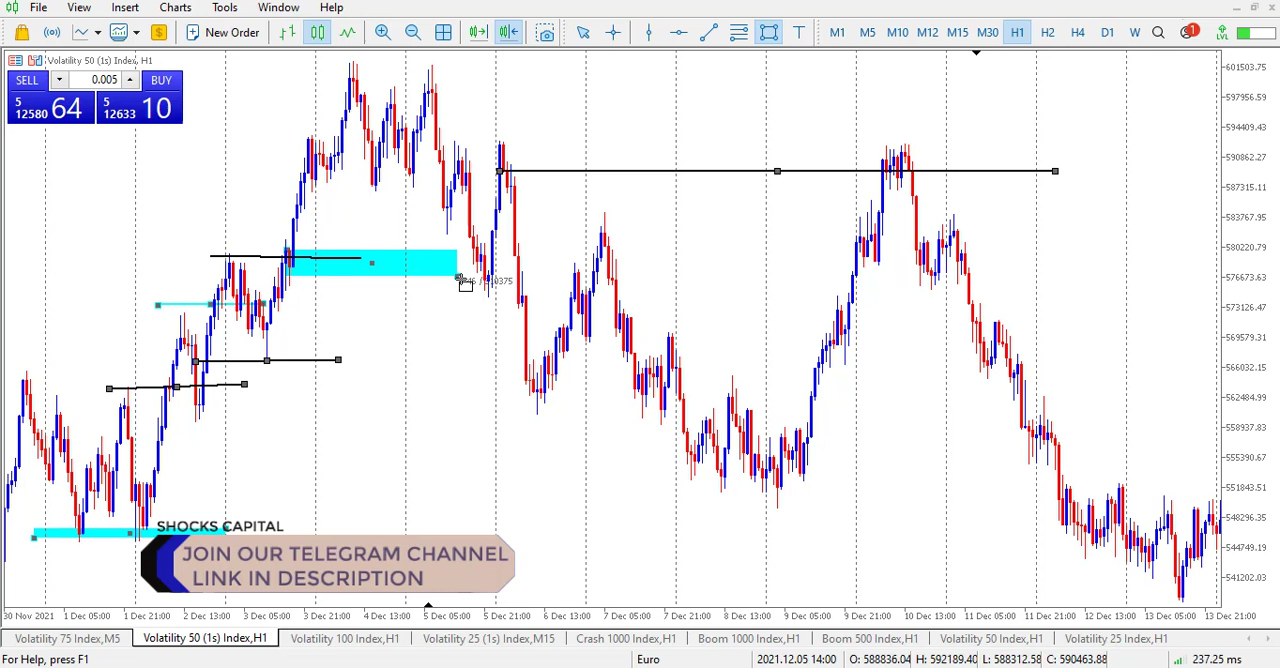 File View Insert Charts Tools Window Help
New Order M1 M5 M10 M12 M15 M30 H1 H2 H4 D1 W 1 LVL
Volatility 50 (1s) Index, H1
SELL 0.005 BUY
5 12580 64 5 12633 10
601503.75
597956.59
594409.43
590862.27
587315.11
583767.95
580220.79
576673.63
573126.47
569579.31
566032.15
562484.99
558937.83
555390.67
551843.51
548296.35
544749.19
541202.03
SHOCKS CAPITAL
JOIN OUR TELEGRAM CHANNEL
LINK IN DESCRIPTION
30 Nov 2021 1 Dec 05:00 1 Dec 21:00 2 Dec 13:00 3 Dec 05:00 3 Dec 21:00 4 Dec 13:00 5 Dec 05:00 5 Dec 21:00 6 Dec 13:00 7 Dec 05:00 7 Dec 21:00 8 Dec 13:00 9 Dec 05:00 9 Dec 21:00 10 Dec 13:00 11 Dec 05:00 11 Dec 21:00 12 Dec 13:00 13 Dec 05:00 13 Dec 21:00
Volatility 75 Index,M5 Volatility 50 (1s) Index,H1 Volatility 100 Index,H1 Volatility 25 (1s) Index,M15 Crash 1000 Index,H1 Boom 1000 Index,H1 Boom 500 Index,H1 Volatility 50 Index,H1 Volatility 25 Index,H1
For Help, press F1 Euro 2021.12.05 14:00 O: 588836.04 H: 592189.40 L: 588312.58 C: 590463.88 237.25 ms